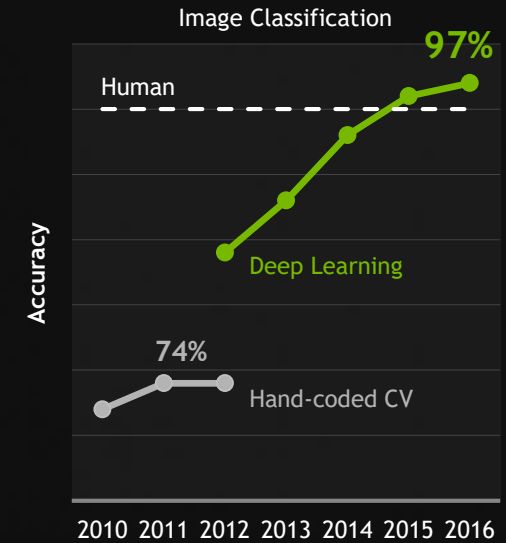 Image Classification
97%
Human
Accuracy
Deep Learning
74%
Hand-coded CV
2010 2011 2012 2013 2014 2015 2016